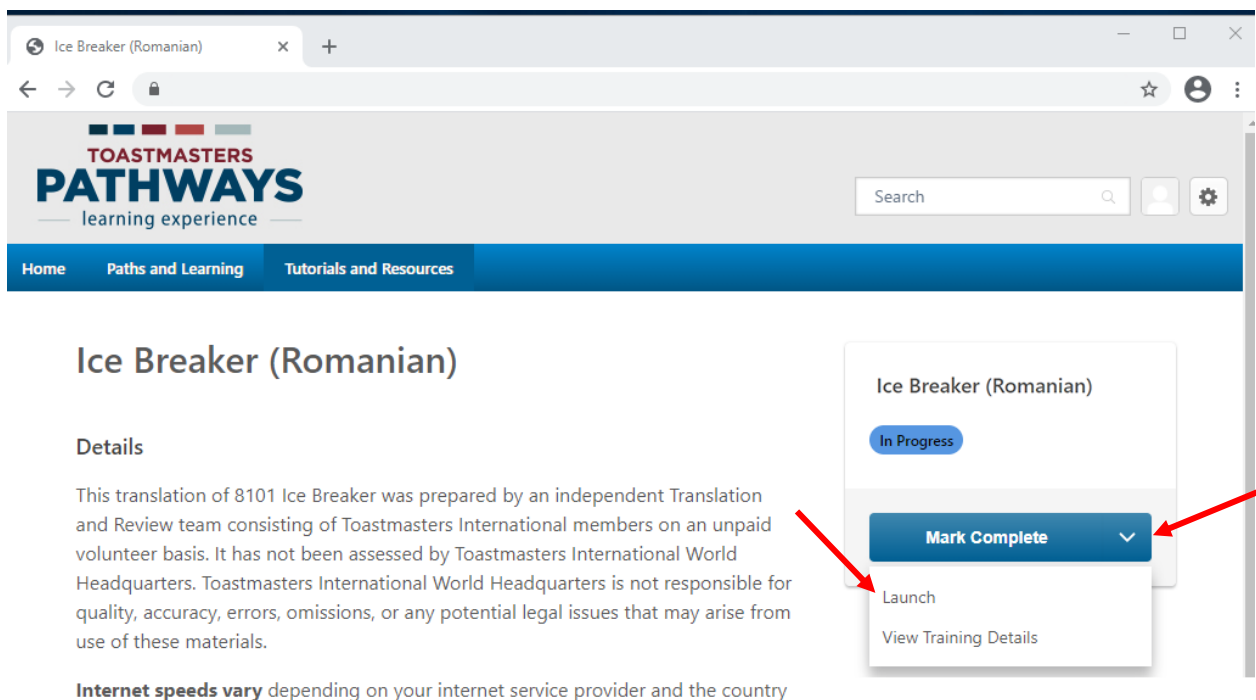 Ice Breaker (Romanian)
TOASTMASTERS
PATHWAYS
learning experience
Search
Home Paths and Learning Tutorials and Resources
Ice Breaker (Romanian)
Details
This translation of 8101 Ice Breaker was prepared by an independent Translation
and Review team consisting of Toastmasters International members on an unpaid
volunteer basis. It has not been assessed by Toastmasters International World
Headquarters. Toastmasters International World Headquarters is not responsible for
quality, accuracy, errors, omissions, or any potential legal issues that may arise from
use of these materials.
Internet speeds vary depending on your internet service provider and the country
Ice Breaker (Romanian)
In Progress
Mark Complete
Launch
View Training Details